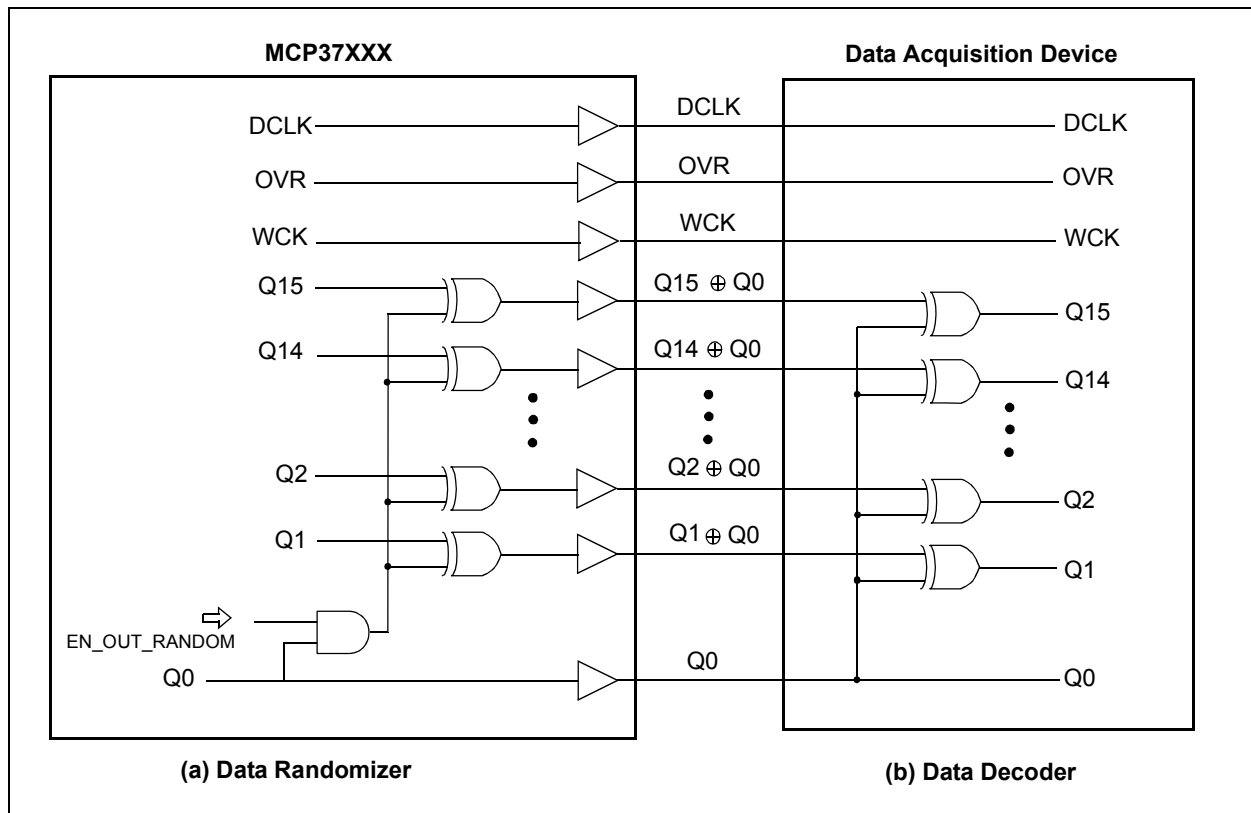 MCP37XXX
Data Acquisition Device
DCLK
DCLK
DCLK
OVR
OVR
OVR
WCK
WCK
WCK
Q15
Q15 ⊕ Q0
Q15
Q14
Q14 ⊕ Q0
Q14
Q2
Q2 ⊕ Q0
Q2
Q1
Q1 ⊕ Q0
Q1
EN_OUT_RANDOM
Q0
Q0
Q0
(a) Data Randomizer
(b) Data Decoder